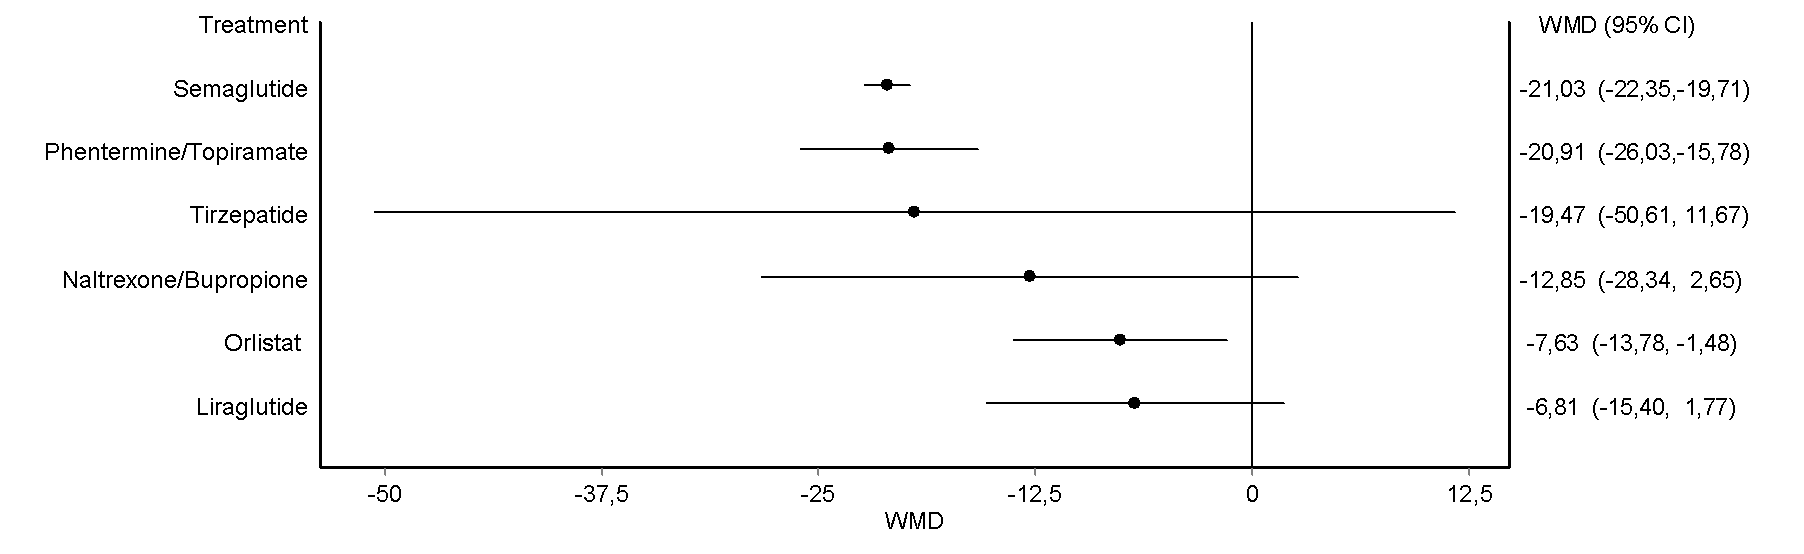 Treatment WMD (95% CI)
Semaglutide -21,03 (-22,35,-19,71)
Phentermine/Topiramate -20,91 (-26,03,-15,78)
Tirzepatide -19,47 (-50,61, 11,67)
Naltrexone/Bupropione -12,85 (-28,34, 2,65)
Orlistat -7,63 (-13,78, -1,48)
Liraglutide -6,81 (-15,40, 1,77)
-50 -37,5 -25 -12,5 0 12,5
WMD